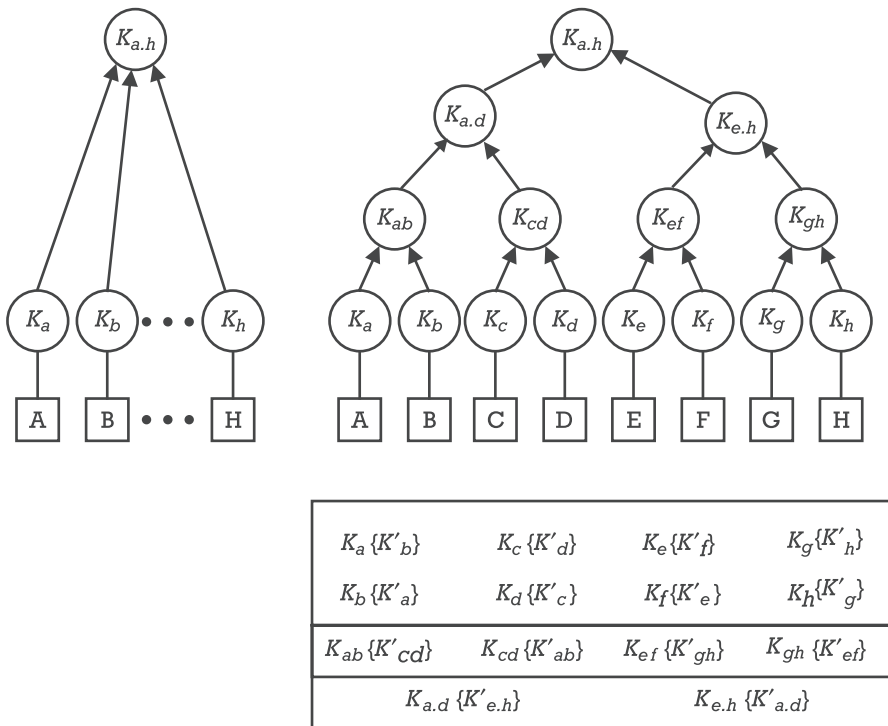 K_{a.h} K_{a.h}
K_{a.d} K_{e.h}
K_{ab} K_{cd} K_{ef} K_{gh}
K_a K_b ••• K_h K_a K_b K_c K_d K_e K_f K_g K_h
A B ••• H A B C D E F G H
K_a {K'_b} K_c {K'_d} K_e {K'_f} K_g {K'_h}
K_b {K'_a} K_d {K'_c} K_f {K'_e} K_h {K'_g}
K_{ab} {K'_{cd}} K_{cd} {K'_{ab}} K_{ef} {K'_{gh}} K_{gh} {K'_{ef}}
K_{a.d} {K'_{e.h}} K_{e.h} {K'_{a.d}}